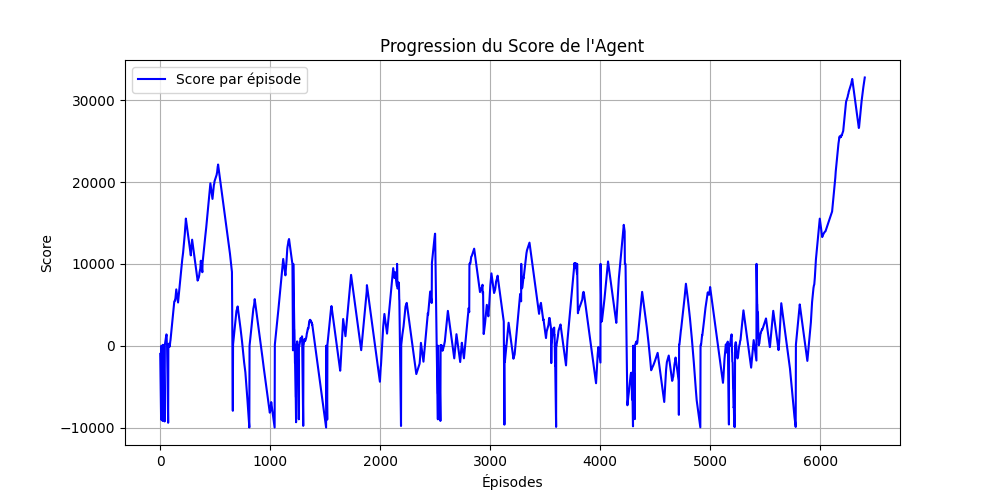 Progression du Score de l'Agent
Score par épisode
30000
20000
10000
0
−10000
Score
0 1000 2000 3000 4000 5000 6000
Épisodes